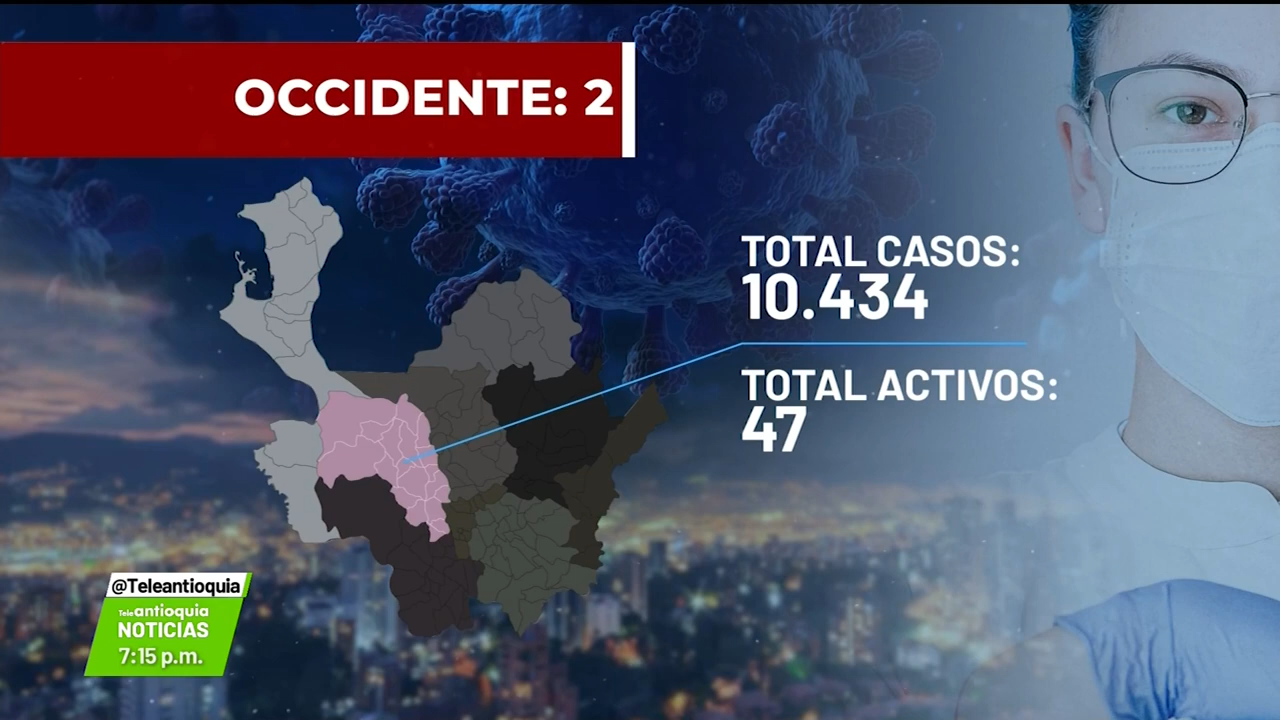 OCCIDENTE: 2
TOTAL CASOS:
10.434
TOTAL ACTIVOS:
47
@Teleantioquia
Teleantioquia
NOTICIAS
7:15 p.m.